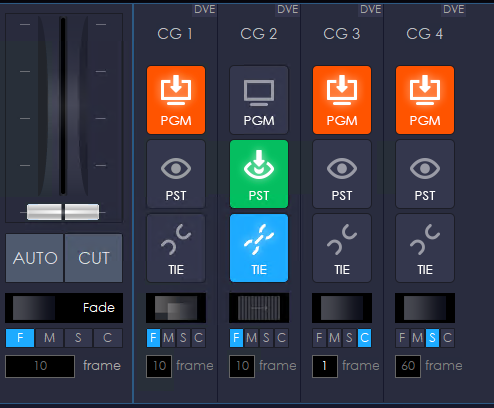 DVE DVE DVE DVE
CG 1 CG 2 CG 3 CG 4
PGM PGM PGM PGM
PST PST PST PST
AUTO CUT TIE TIE TIE TIE
Fade
F M S C F M S C F M S C F M S C F M S C
10 frame 10 frame 10 frame 1 frame 60 frame